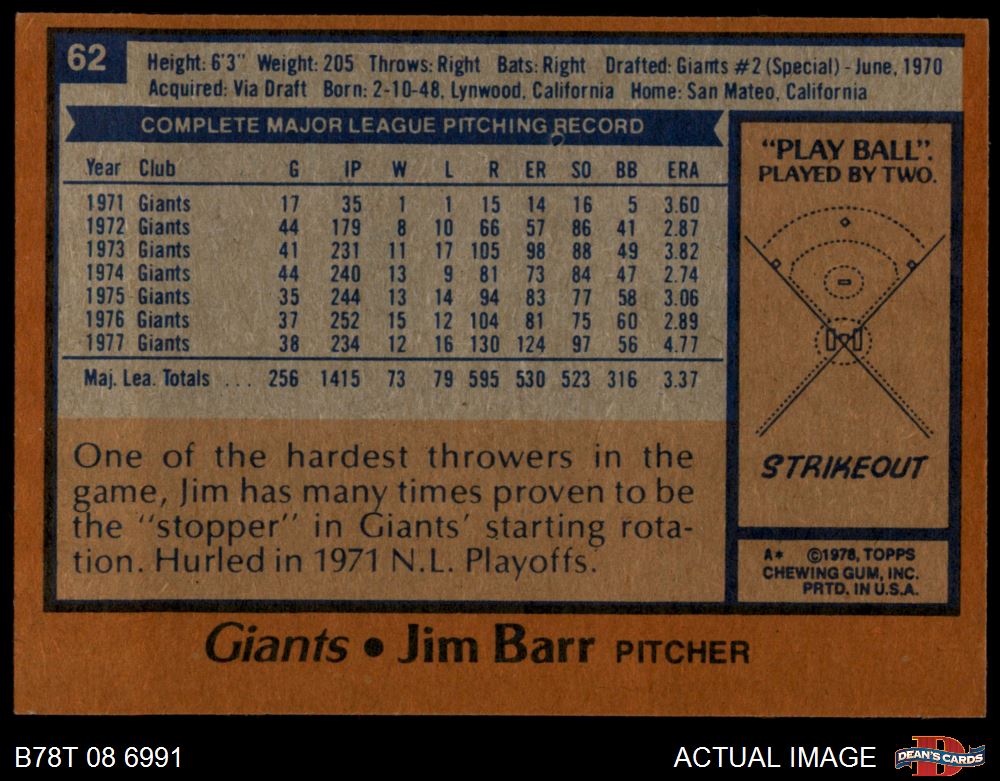 62
Height: 6'3" Weight: 205 Throws: Right Bats: Right Drafted: Giants #2 (Special) - June, 1970
Acquired: Via Draft Born: 2-10-48, Lynwood, California Home: San Mateo, California
COMPLETE MAJOR LEAGUE PITCHING RECORD
Year Club G IP W L R ER SO BB ERA
1971 Giants 17 35 1 1 15 14 16 5 3.60
1972 Giants 44 179 8 10 66 57 86 41 2.87
1973 Giants 41 231 11 17 105 98 88 49 3.82
1974 Giants 44 240 13 9 81 73 84 47 2.74
1975 Giants 35 244 13 14 94 83 77 58 3.06
1976 Giants 37 252 15 12 104 81 75 60 2.89
1977 Giants 38 234 12 16 130 124 97 56 4.77
Maj. Lea. Totals ... 256 1415 73 79 595 530 523 316 3.37
One of the hardest throwers in the
game, Jim has many times proven to be
the "stopper" in Giants' starting rota-
tion. Hurled in 1971 N.L. Playoffs.
"PLAY BALL".
PLAYED BY TWO.
STRIKEOUT
A* ©1978, TOPPS
CHEWING GUM, INC.
PRTD. IN U.S.A.
Giants • Jim Barr PITCHER
B78T 08 6991
ACTUAL IMAGE
D
DEAN'S CARDS